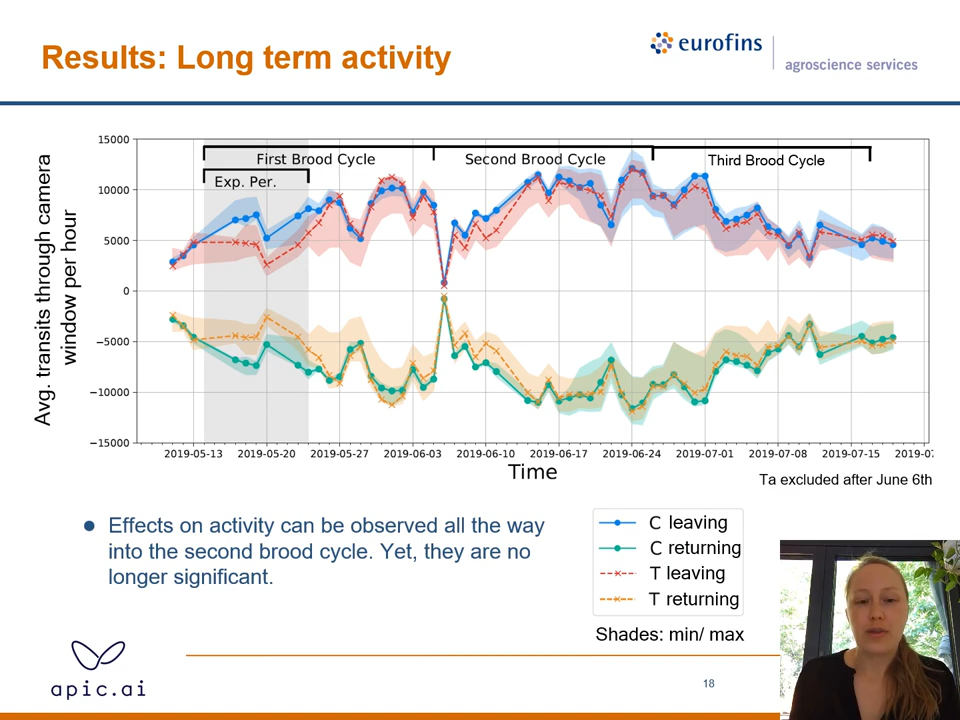 Results: Long term activity
eurofins
agroscience services
Avg. transits through camera
window per hour
15000
10000
5000
0
−5000
−10000
−15000
First Brood Cycle
Second Brood Cycle
Third Brood Cycle
Exp. Per.
2019-05-13
2019-05-20
2019-05-27
2019-06-03
2019-06-10
2019-06-17
2019-06-24
2019-07-01
2019-07-08
2019-07-15
2019-07
Time
Ta excluded after June 6th
● Effects on activity can be observed all the way
into the second brood cycle. Yet, they are no
longer significant.
C leaving
C returning
T leaving
T returning
Shades: min/ max
apic.ai
18